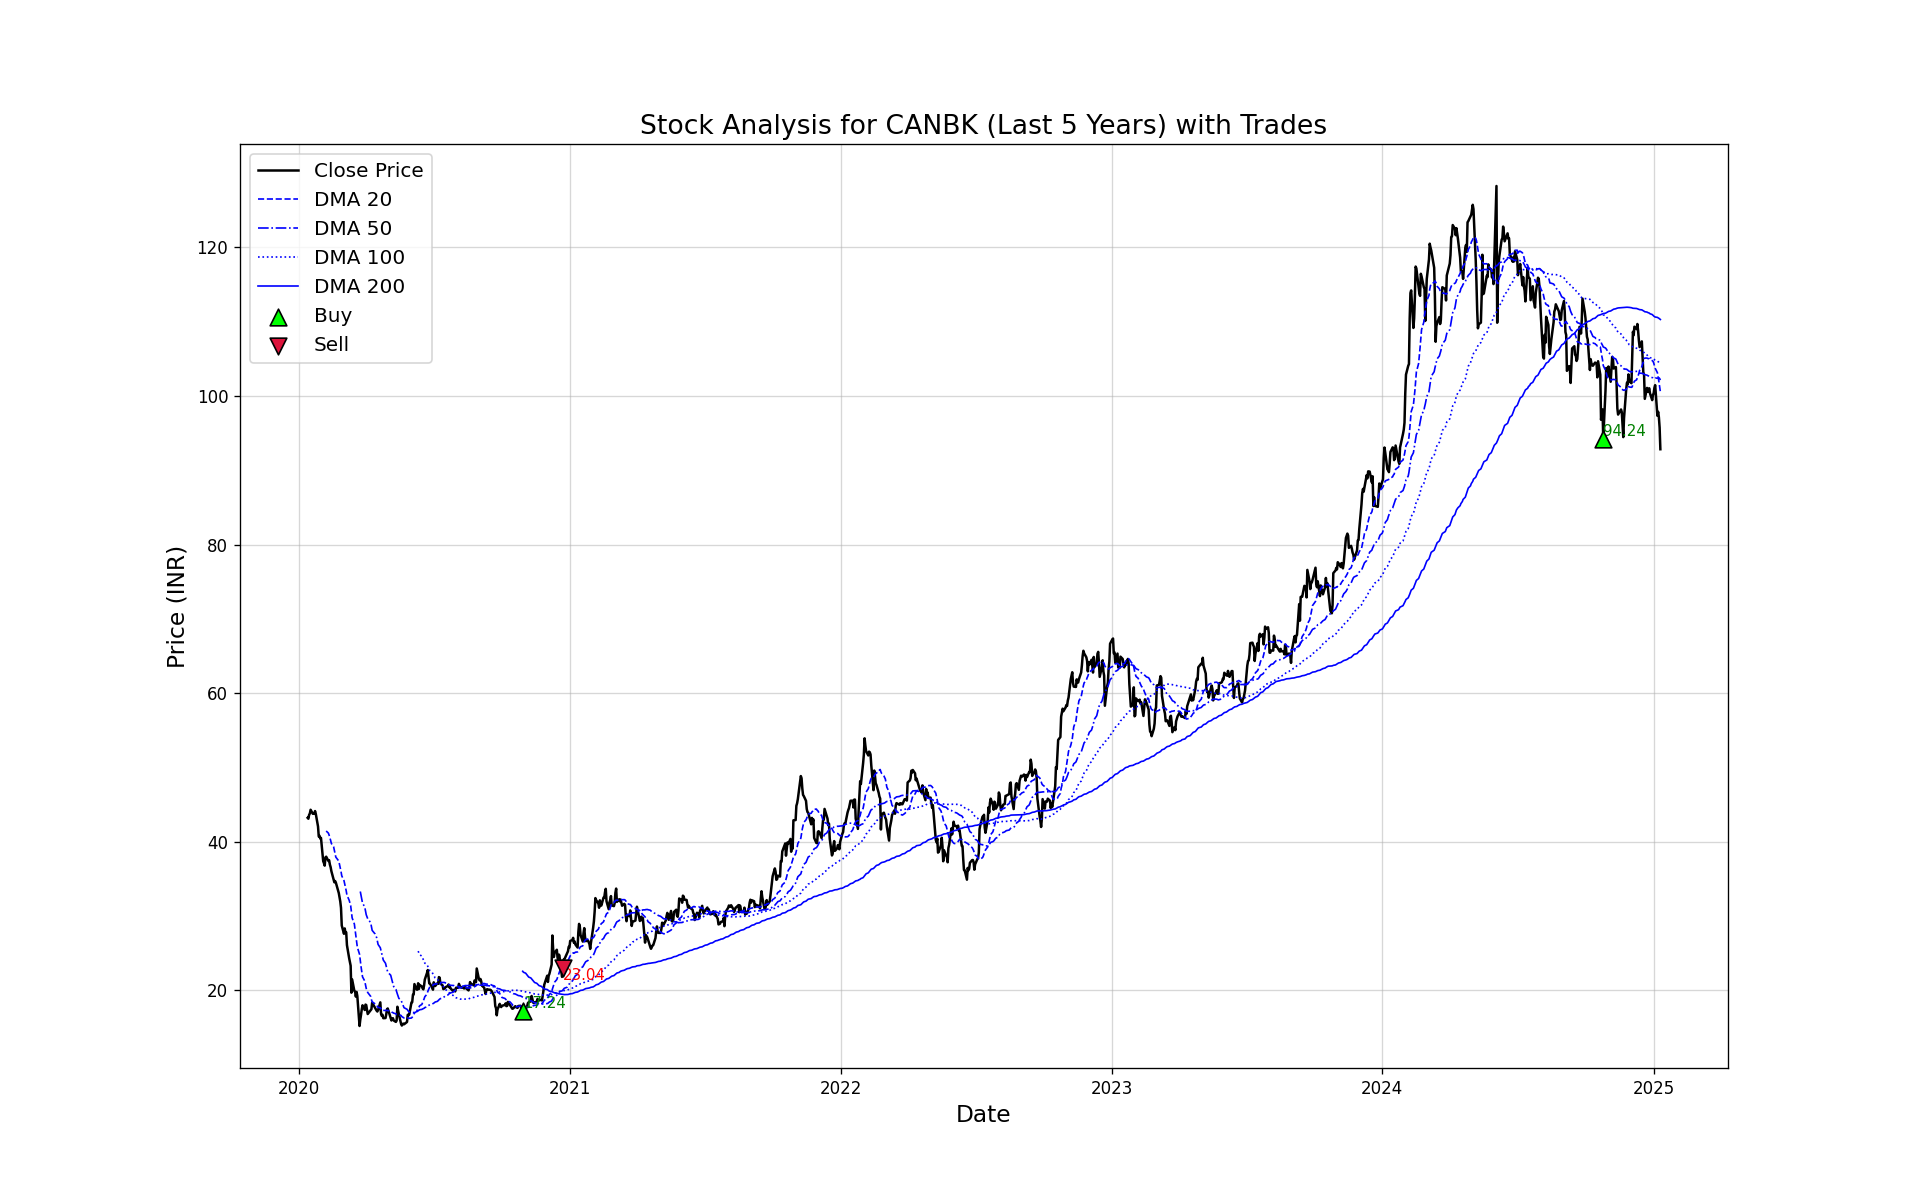 Stock Analysis for CANBK (Last 5 Years) with Trades
Close Price
DMA 20
DMA 50
DMA 100
DMA 200
Buy
Sell
120
100
80
60
40
20
Price (INR)
94.24
23.04
17.24
2020
2021
2022
2023
2024
2025
Date